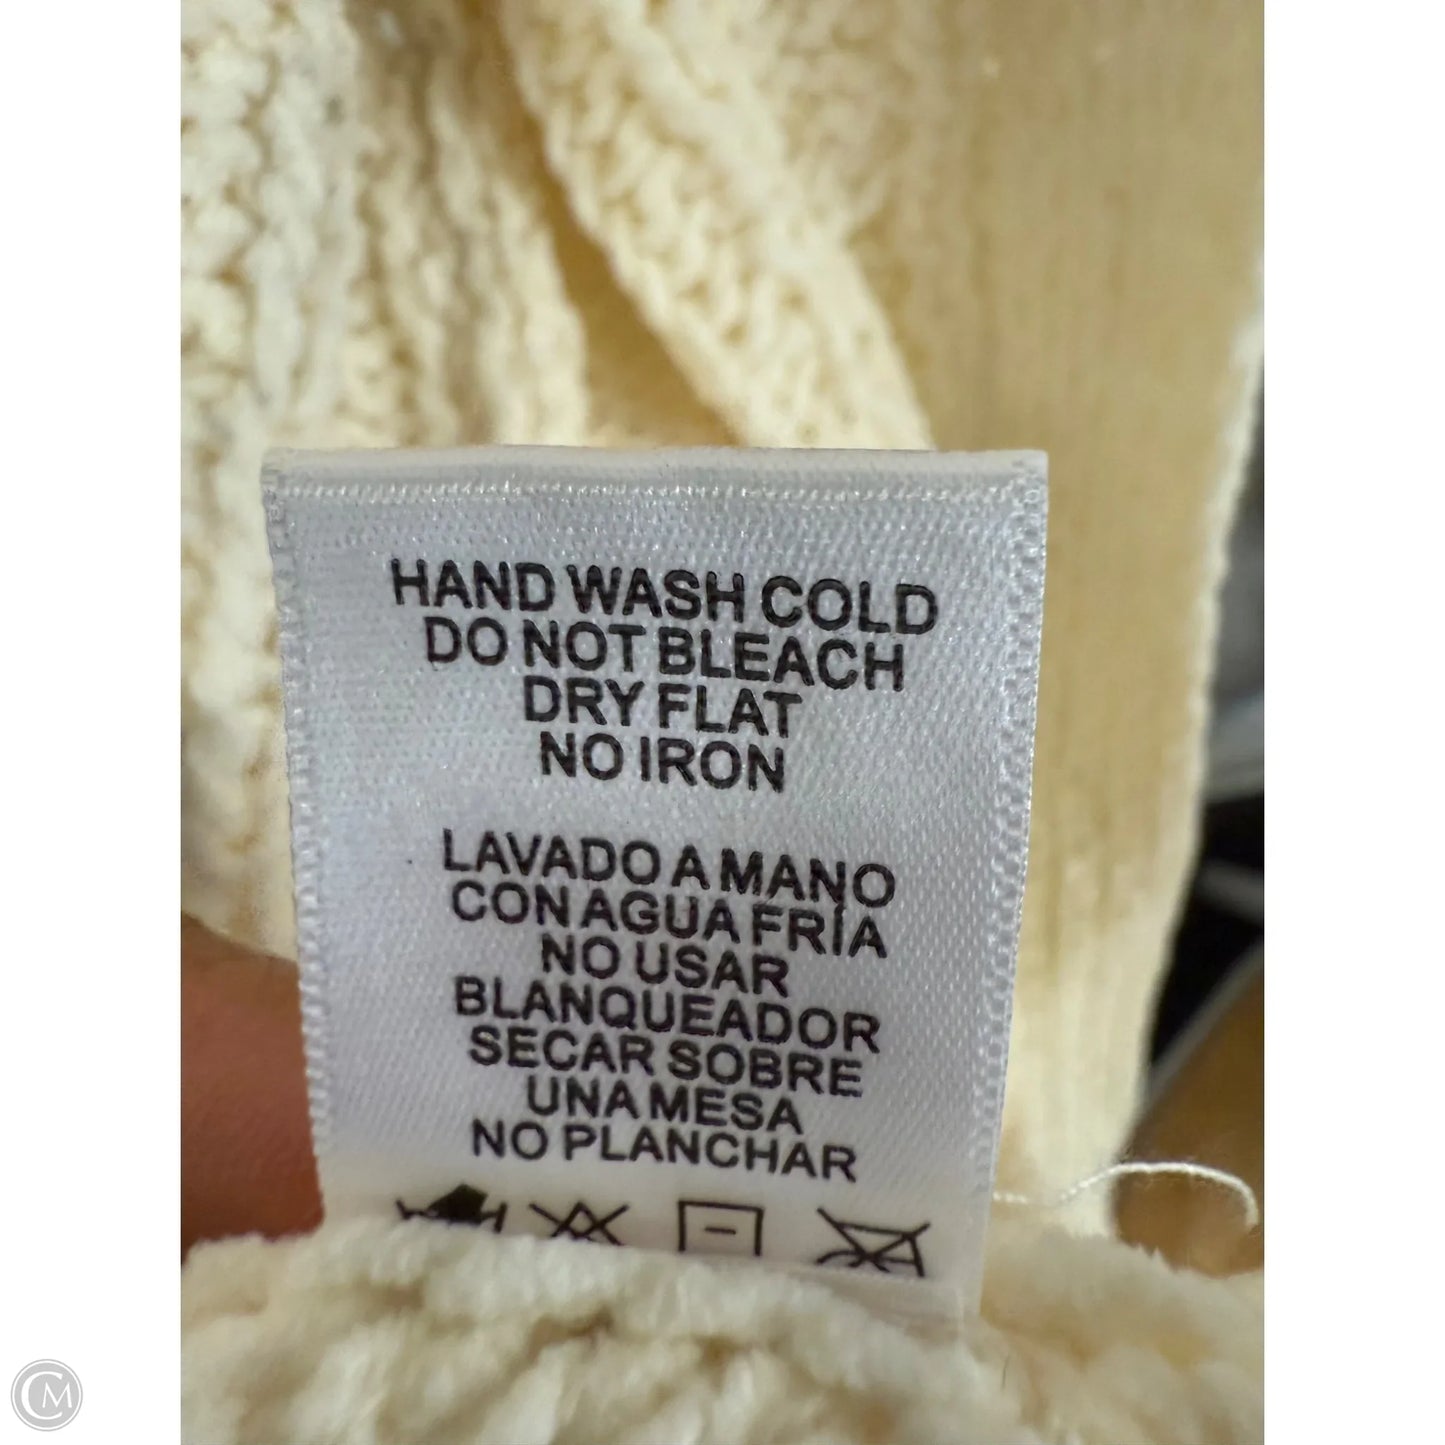 HAND WASH COLD
DO NOT BLEACH
DRY FLAT
NO IRON
LAVADO A MANO
CON AGUA FRÍA
NO USAR
BLANQUEADOR
SECAR SOBRE
UNA MESA
NO PLANCHAR
CM